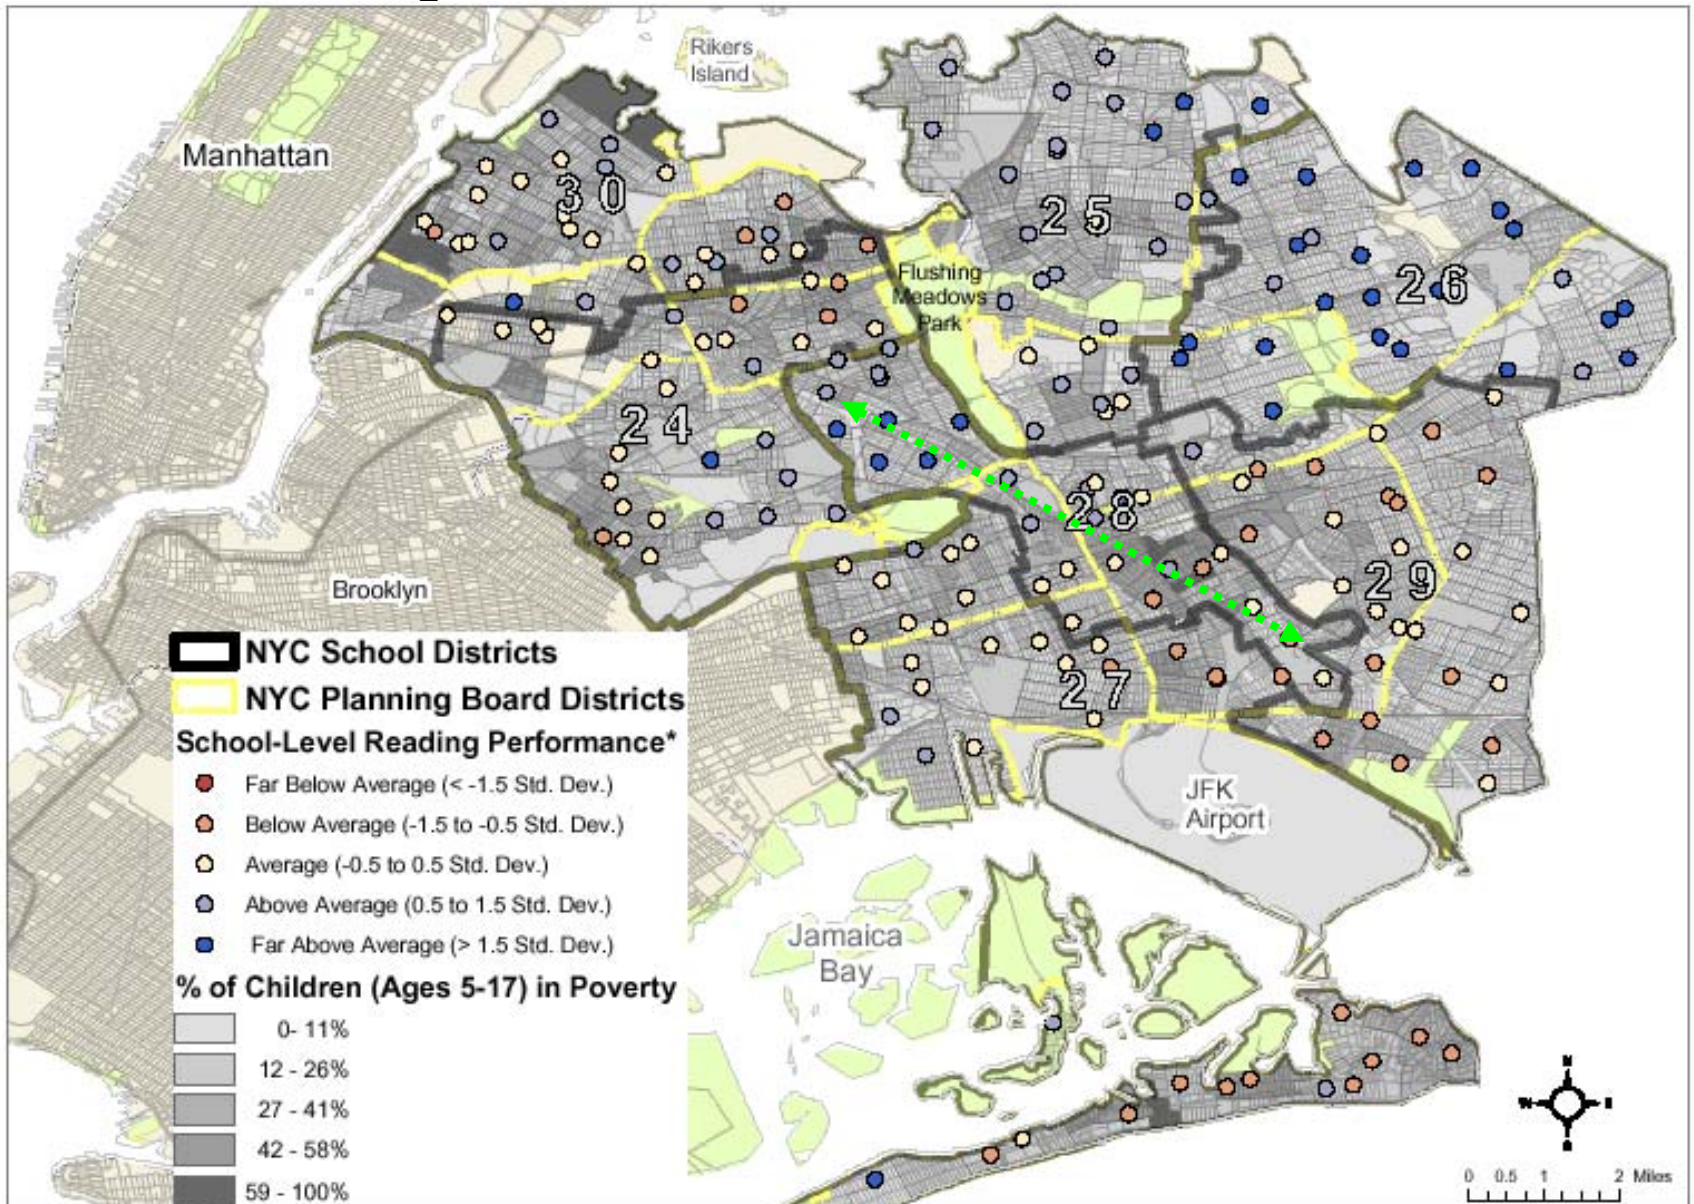 Rikers
Island
Manhattan
30
25
Flushing
Meadows
Park
26
24
28
29
Brooklyn
27
JFK
Airport
Jamaica
Bay
NYC School Districts
NYC Planning Board Districts
School-Level Reading Performance*
Far Below Average (< -1.5 Std. Dev.)
Below Average (-1.5 to -0.5 Std. Dev.)
Average (-0.5 to 0.5 Std. Dev.)
Above Average (0.5 to 1.5 Std. Dev.)
Far Above Average (> 1.5 Std. Dev.)
% of Children (Ages 5-17) in Poverty
0- 11%
12 - 26%
27 - 41%
42 - 58%
59 - 100%
N
W E
S
0 0.5 1 2 Miles